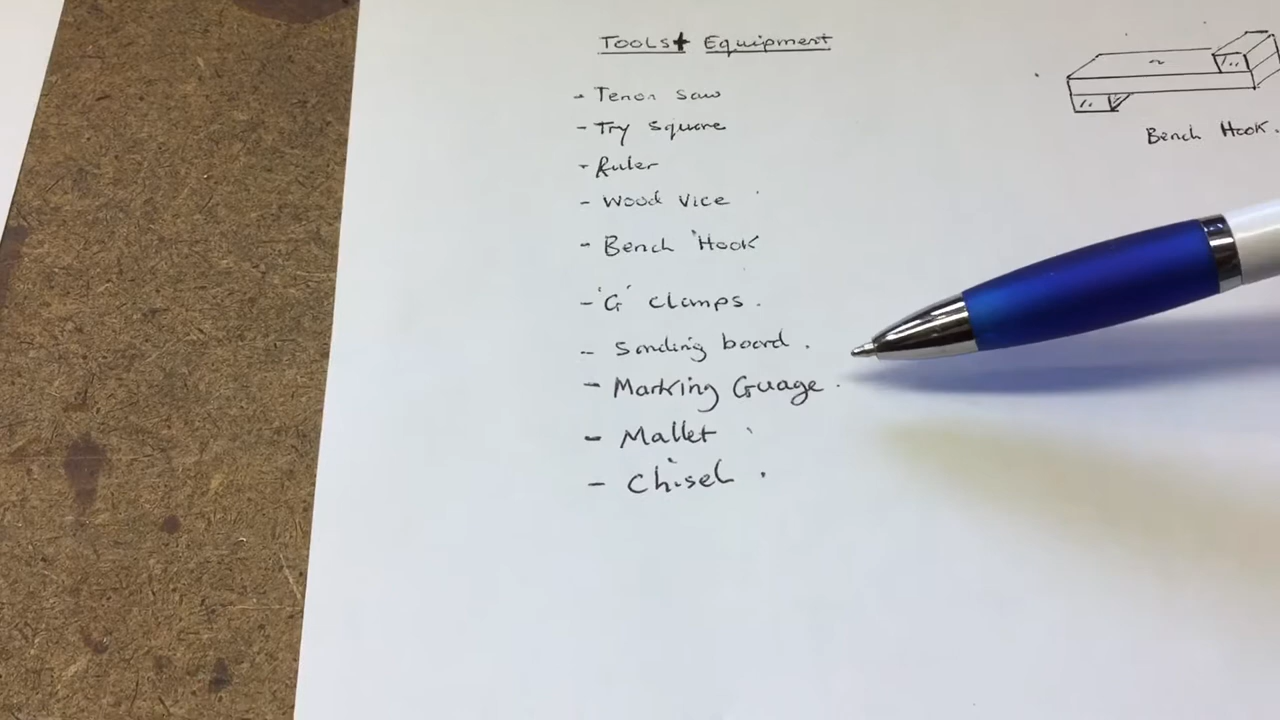 TOOLS + Equipment
- Tenon saw
- Try square
- Ruler
- Wood Vice
- Bench Hook
- 'G' clamps.
- Sanding board.
- Marking Guage.
- Mallet
- Chisel.
Bench Hook.